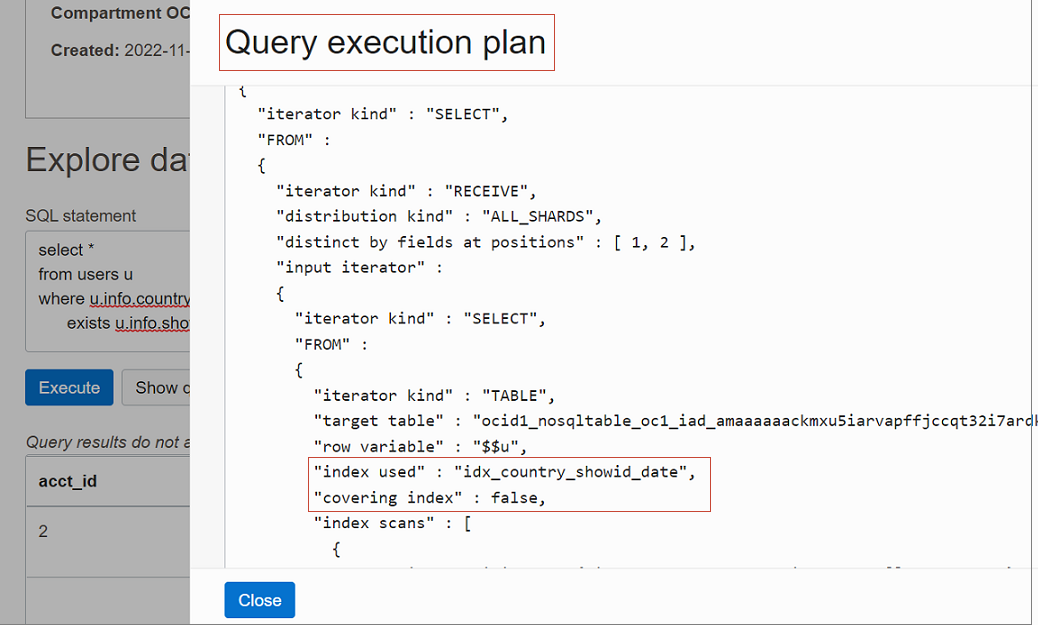 Compartment OC
Created: 2022-11-
Explore da
SQL statement
select *
from users u
where u.info.country
exists u.info.sho
Execute
Show
Query results do not a
acct_id
2
Query execution plan
{
"iterator kind" : "SELECT",
"FROM" :
{
"iterator kind" : "RECEIVE",
"distribution kind" : "ALL_SHARDS",
"distinct by fields at positions" : [ 1, 2 ],
"input iterator" :
{
"iterator kind" : "SELECT",
"FROM" :
{
"iterator kind" : "TABLE",
"target table" : "ocid1_nosqltable_oc1_iad_amaaaaaackmxu5iarvapffjccqt32i7ard
"row variable" : "$$u",
"index used" : "idx_country_showid_date",
"covering index" : false,
"index scans" : [
{
Close